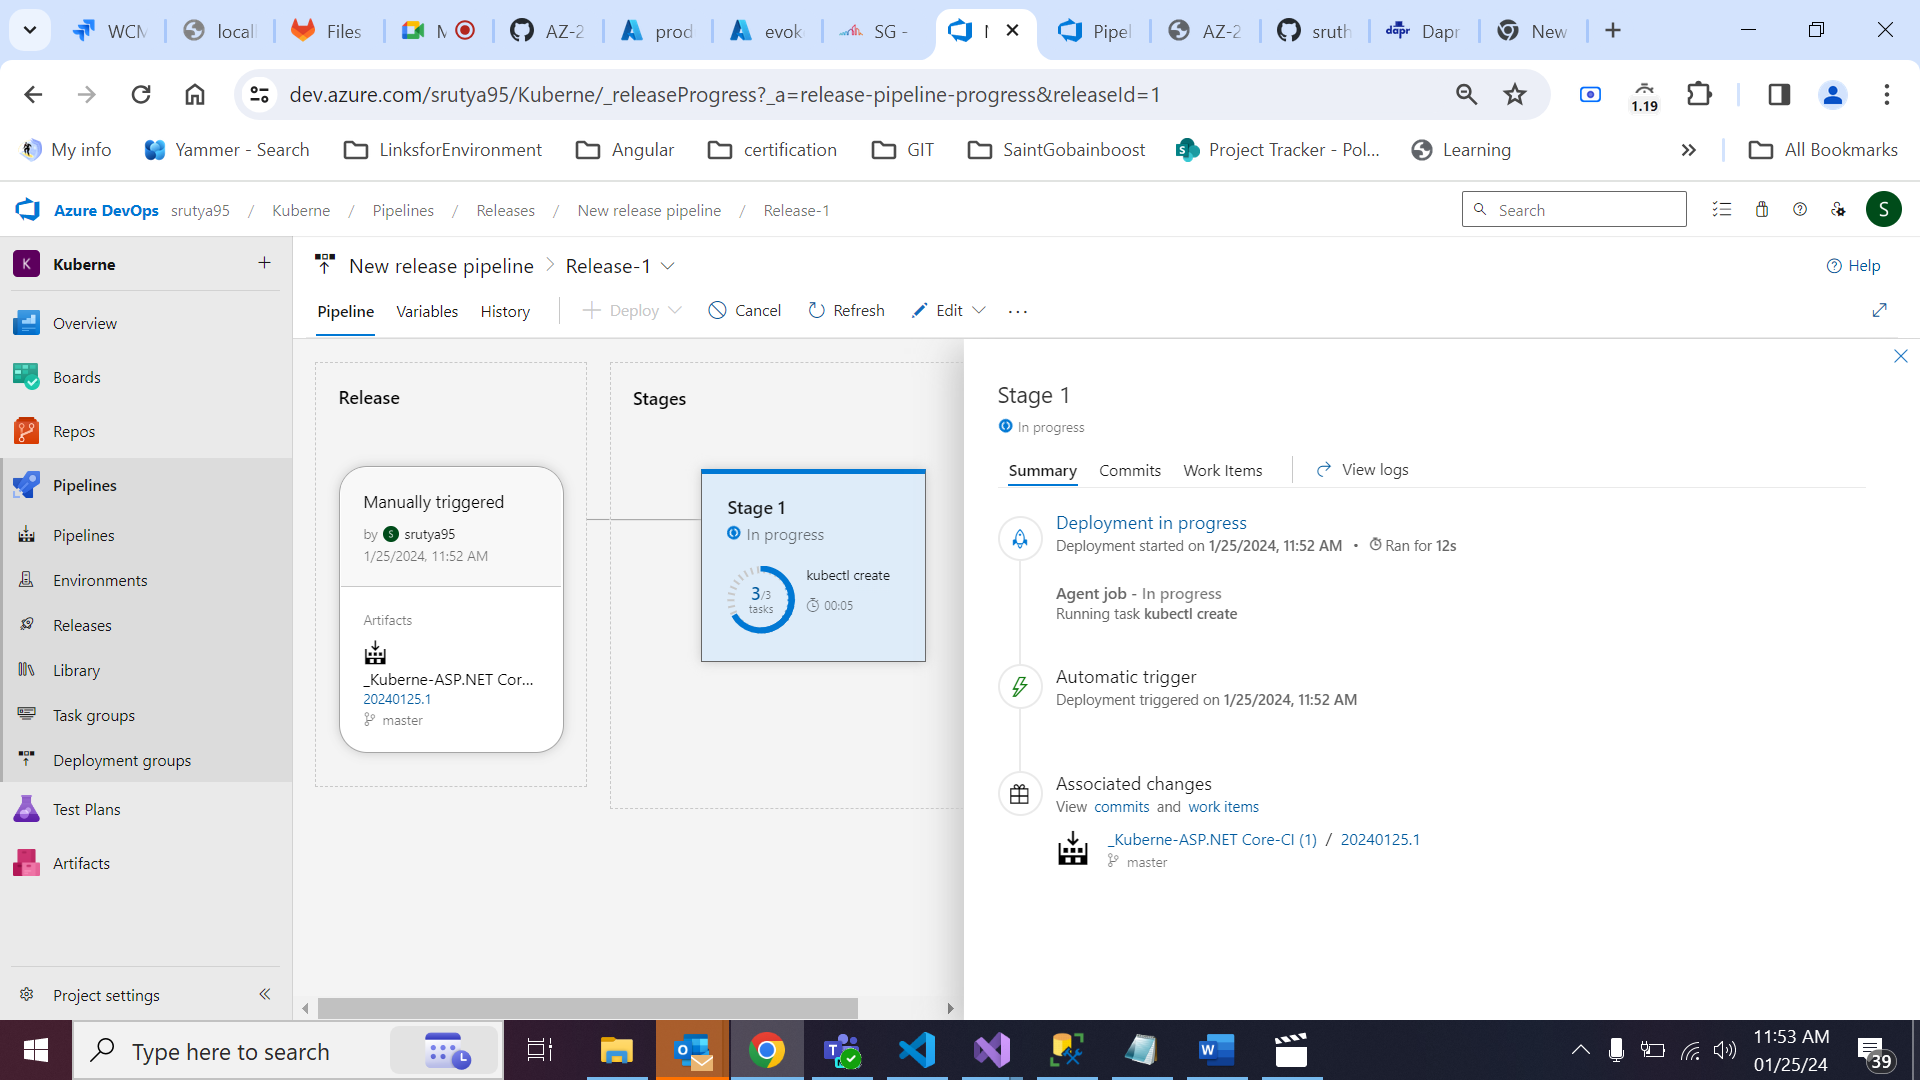 WCM
locall
Files
M
AZ-2
prod
evok
SG -
Pipel
AZ-2
sruth
dapr
Dapr
New
dev.azure.com/srutya95/Kuberne/_releaseProgress?_a=release-pipeline-progress&releaseId=1
1.19
My info
Yammer - Search
LinksforEnvironment
Angular
certification
GIT
SaintGobainboost
Project Tracker - Pol...
Learning
All Bookmarks
Azure DevOps srutya95 / Kuberne / Pipelines / Releases / New release pipeline / Release-1
Search
S
K Kuberne
New release pipeline > Release-1
Help
Pipeline Variables History
Deploy
Cancel
Refresh
Edit
...
Overview
Boards
Repos
Pipelines
Pipelines
Environments
Releases
Library
Task groups
Deployment groups
Test Plans
Artifacts
Project settings
Release
Manually triggered
by S srutya95
1/25/2024, 11:52 AM
Artifacts
_Kuberne-ASP.NET Cor...
20240125.1
master
Stages
Stage 1
In progress
3/3
tasks
kubectl create
00:05
Stage 1
In progress
Summary Commits Work Items View logs
Deployment in progress
Deployment started on 1/25/2024, 11:52 AM • Ran for 12s
Agent job - In progress
Running task kubectl create
Automatic trigger
Deployment triggered on 1/25/2024, 11:52 AM
Associated changes
View commits and work items
_Kuberne-ASP.NET Core-CI (1) / 20240125.1
master
Type here to search
11:53 AM
01/25/24
39